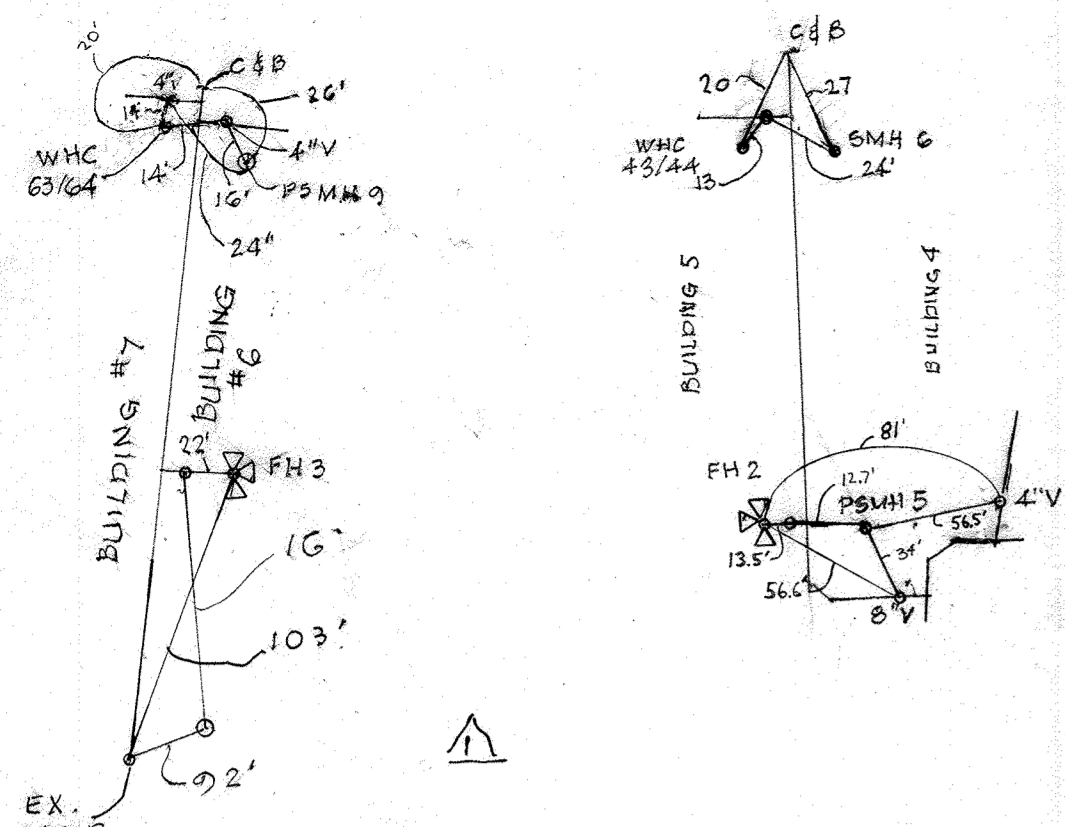 20'
C & B
4"
14'
26'
WHC
63/64
14'
4"V
16'
PSMH 9
24"
BUILDING #7
BUILDING #6
22'
FH 3
16'
103'
92'
EX.
1
C & B
20
27
WHC
43/44
13
SMH 6
24'
BUILDING 5
BUILDING 4
81'
FH 2
12.7'
PSMH 5
4"V
56.5'
13.5'
34'
56.6'
8"V